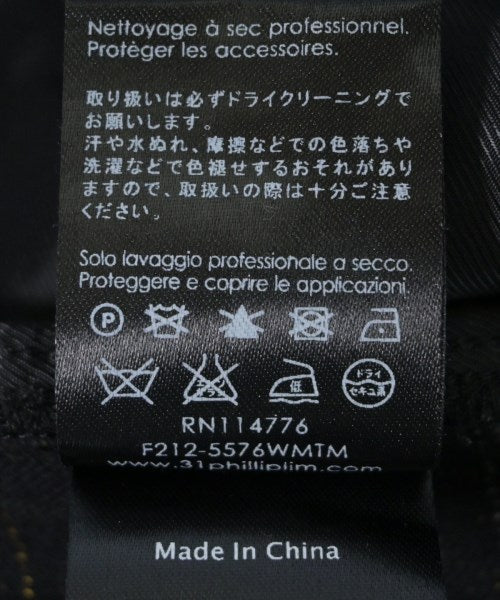 Nettoyage à sec professionnel.
Protéger les accessoires.
取り扱いは必ずドライクリーニングで
お願いします。
汗や水ぬれ、摩擦などでの色落ちや
洗濯などで色褪せするおそれがあり
ますので、取扱いの際は十分ご注意
ください。
Solo lavaggio professionale a secco.
Proteggere e coprire le applicazioni.
P
低
ドライ
セキユ系
RN114776
F212-5576WMTM
www.31philliplim.com
Made In China